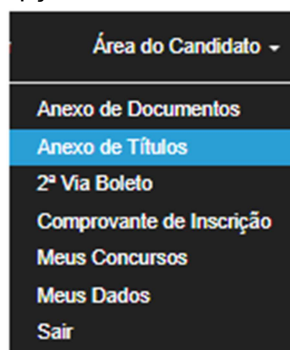 Área do Candidato
Anexo de Documentos
Anexo de Títulos
2ª Via Boleto
Comprovante de Inscrição
Meus Concursos
Meus Dados
Sair